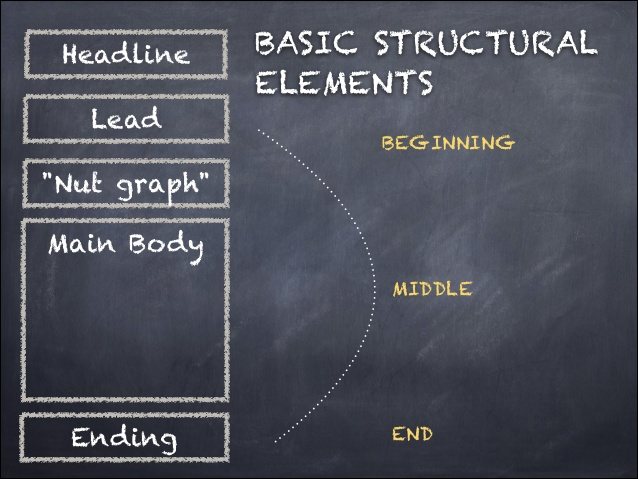 Headline
Lead
"Nut graph"
Main Body
Ending
BASIC STRUCTURAL
ELEMENTS
BEGINNING
MIDDLE
END